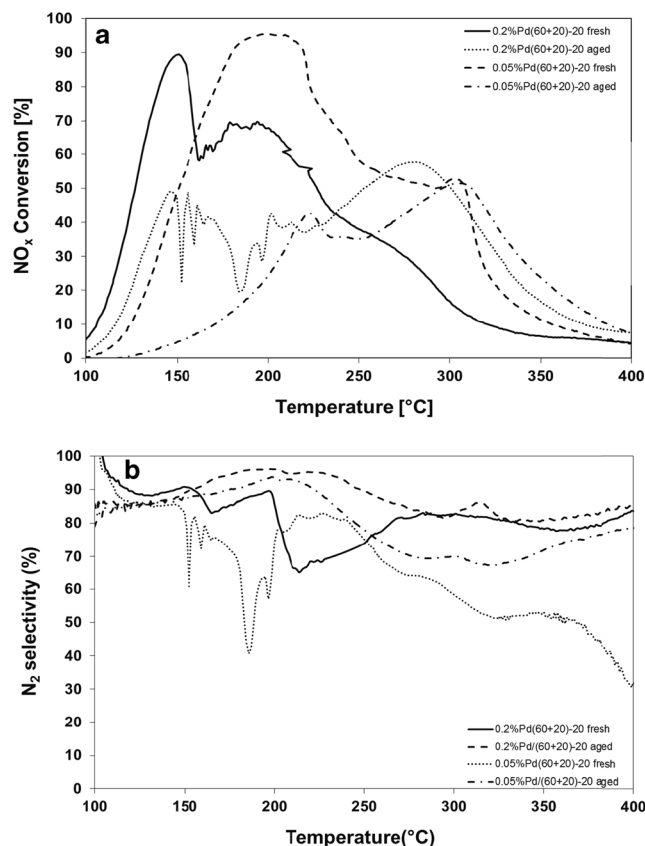 a
0.2%Pd(60+20)-20 fresh
0.2%Pd(60+20)-20 aged
0.05%Pd(60+20)-20 fresh
0.05%Pd(60+20)-20 aged
NOx Conversion [%]
100
90
80
70
60
50
40
30
20
10
0
100 150 200 250 300 350 400
Temperature [°C]
b
N2 selectivity (%)
100
90
80
70
60
50
40
30
20
10
0
0.2%Pd(60+20)-20 fresh
0.2%Pd/(60+20)-20 aged
0.05%Pd(60+20)-20 fresh
0.05%Pd/(60+20)-20 aged
100 150 200 250 300 350 400
Temperature(°C)